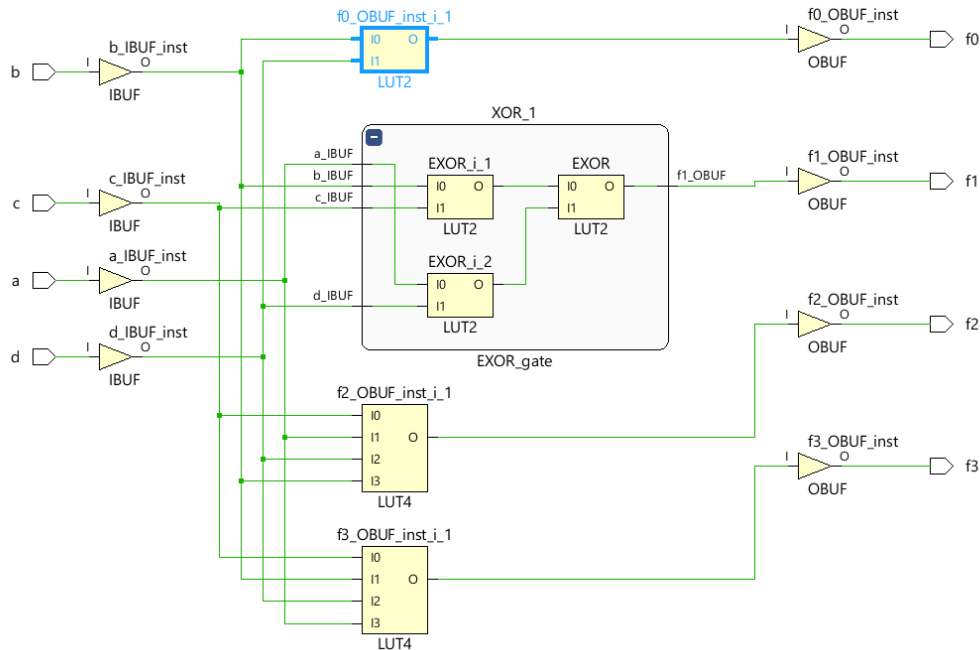 f0_OBUF_inst_i_1
I0 O
I1
LUT2
f0_OBUF_inst
I O
OBUF
f0
b_IBUF_inst
b I O
IBUF
XOR_1
a_IBUF
b_IBUF
c_IBUF
d_IBUF
EXOR_i_1
I0 O
I1
LUT2
EXOR
I0 O
I1
LUT2
EXOR_i_2
I0 O
I1
LUT2
f1_OBUF
EXOR_gate
f1_OBUF_inst
I O
OBUF
f1
c_IBUF_inst
c I O
IBUF
a_IBUF_inst
a I O
IBUF
d_IBUF_inst
d I O
IBUF
f2_OBUF_inst
I O
OBUF
f2
f2_OBUF_inst_i_1
I0
I1 O
I2
I3
LUT4
f3_OBUF_inst
I O
OBUF
f3
f3_OBUF_inst_i_1
I0
I1 O
I2
I3
LUT4